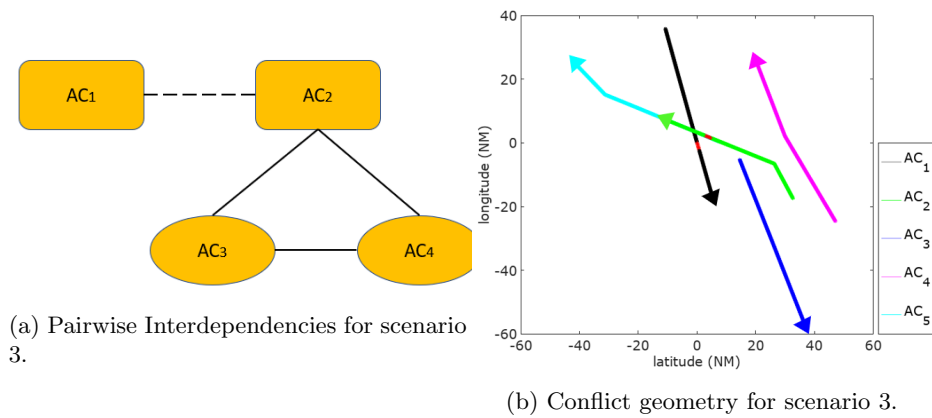 AC1
AC2
AC3
AC4
(a) Pairwise Interdependencies for scenario
3.
40
20
0
-20
-40
-60
longitude (NM)
-60 -40 -20 0 20 40 60
latitude (NM)
AC1
AC2
AC3
AC4
AC5
(b) Conflict geometry for scenario 3.